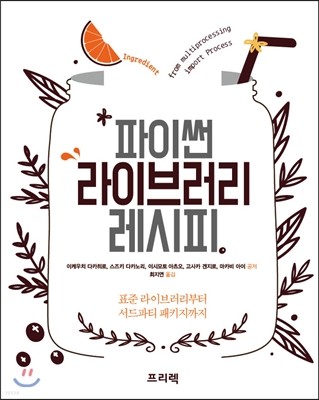 Ingredient
from multiprocessing
import Process
파이썬
라이브러리
레시피
이케우치 다카히로, 스즈키 다카노리, 이시모토 아츠오, 고사카 겐지로, 마카비 아이 공저
최지연 옮김
표준 라이브러리부터
서드파티 패키지까지
프리렉